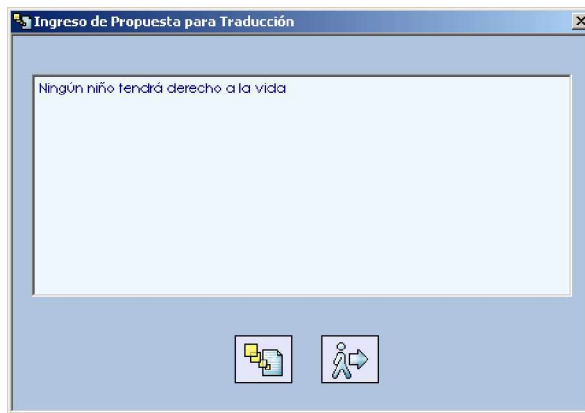 Ingreso de Propuesta para Traducción
Ningún niño tendrá derecho a la vida